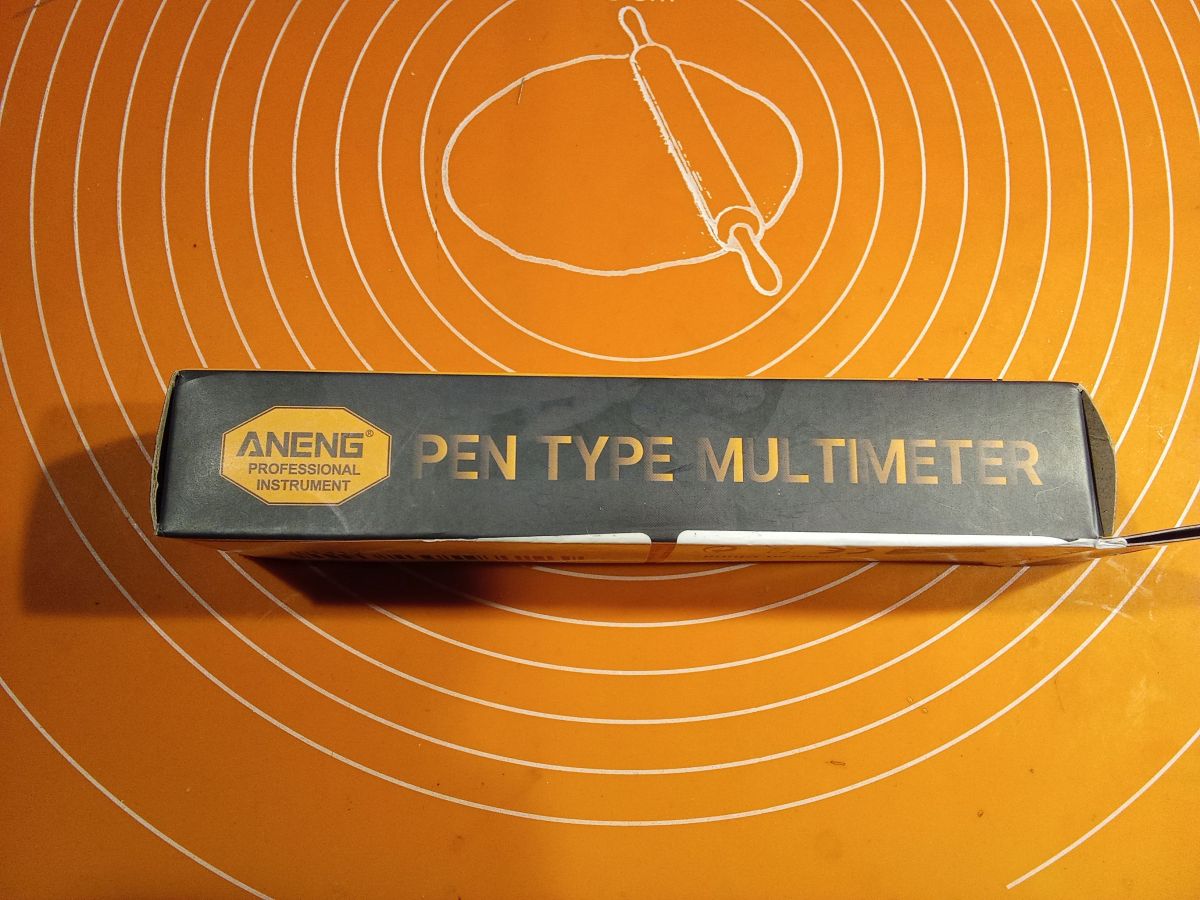 ANENG®
PROFESSIONAL
INSTRUMENT
PEN TYPE MULTIMETER